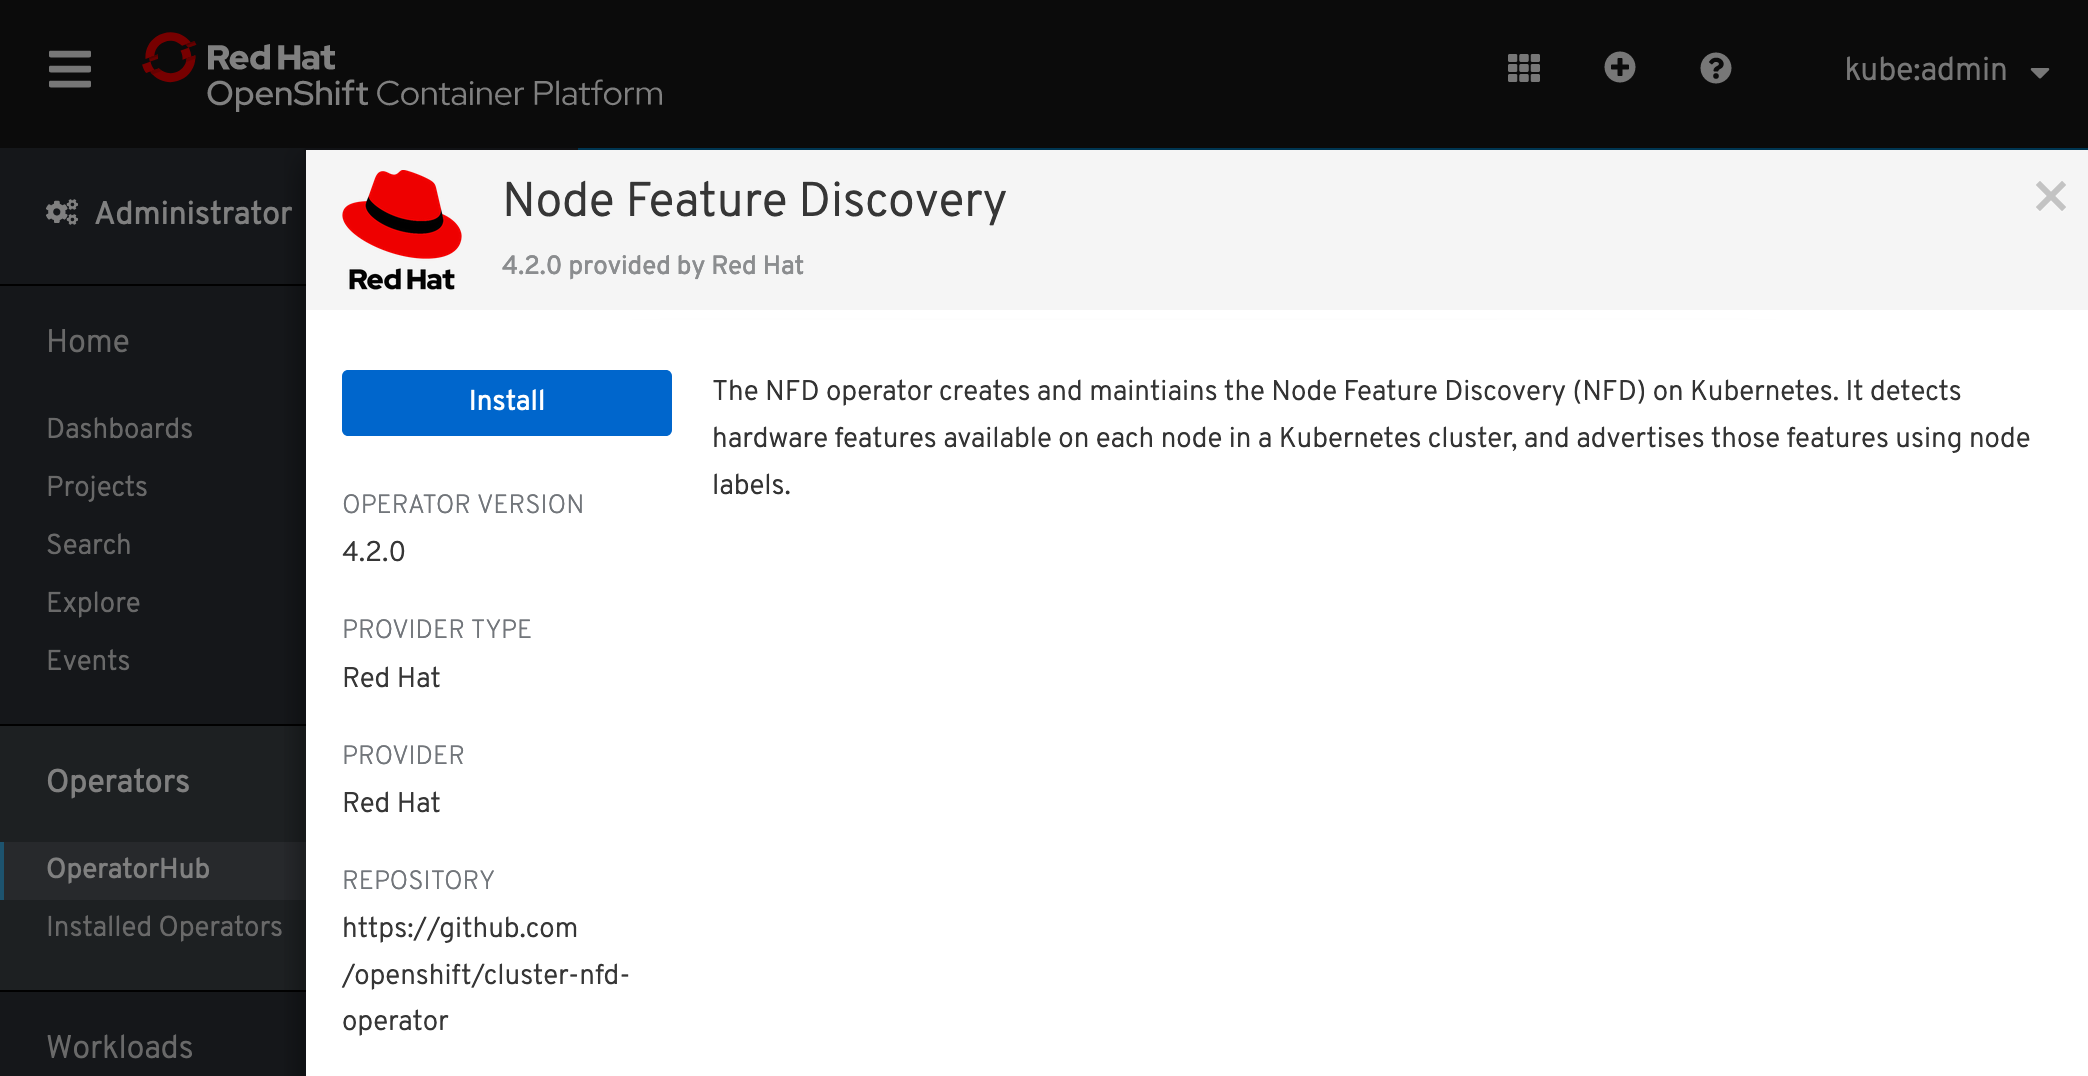 Red Hat
OpenShift Container Platform
kube:admin
Administrator
Home
Dashboards
Projects
Search
Explore
Events
Operators
OperatorHub
Installed Operators
Workloads
Red Hat
Node Feature Discovery
4.2.0 provided by Red Hat
Install
OPERATOR VERSION
4.2.0
PROVIDER TYPE
Red Hat
PROVIDER
Red Hat
REPOSITORY
https://github.com
/openshift/cluster-nfd-
operator
The NFD operator creates and maintiains the Node Feature Discovery (NFD) on Kubernetes. It detects
hardware features available on each node in a Kubernetes cluster, and advertises those features using node
labels.